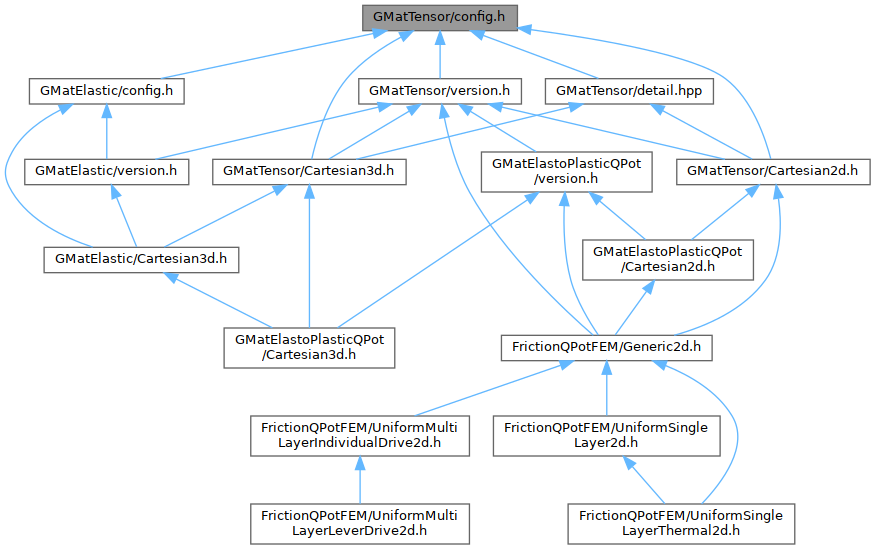 GMatTensor/config.h
GMatElastic/config.h
GMatTensor/version.h
GMatTensor/detail.hpp
GMatElastic/version.h
GMatTensor/Cartesian3d.h
GMatElastoPlasticQPot
/version.h
GMatTensor/Cartesian2d.h
GMatElastic/Cartesian3d.h
GMatElastoPlasticQPot
/Cartesian2d.h
GMatElastoPlasticQPot
/Cartesian3d.h
FrictionQPotFEM/Generic2d.h
FrictionQPotFEM/UniformMulti
LayerIndividualDrive2d.h
FrictionQPotFEM/UniformSingle
Layer2d.h
FrictionQPotFEM/UniformMulti
LayerLeverDrive2d.h
FrictionQPotFEM/UniformSingle
LayerThermal2d.h